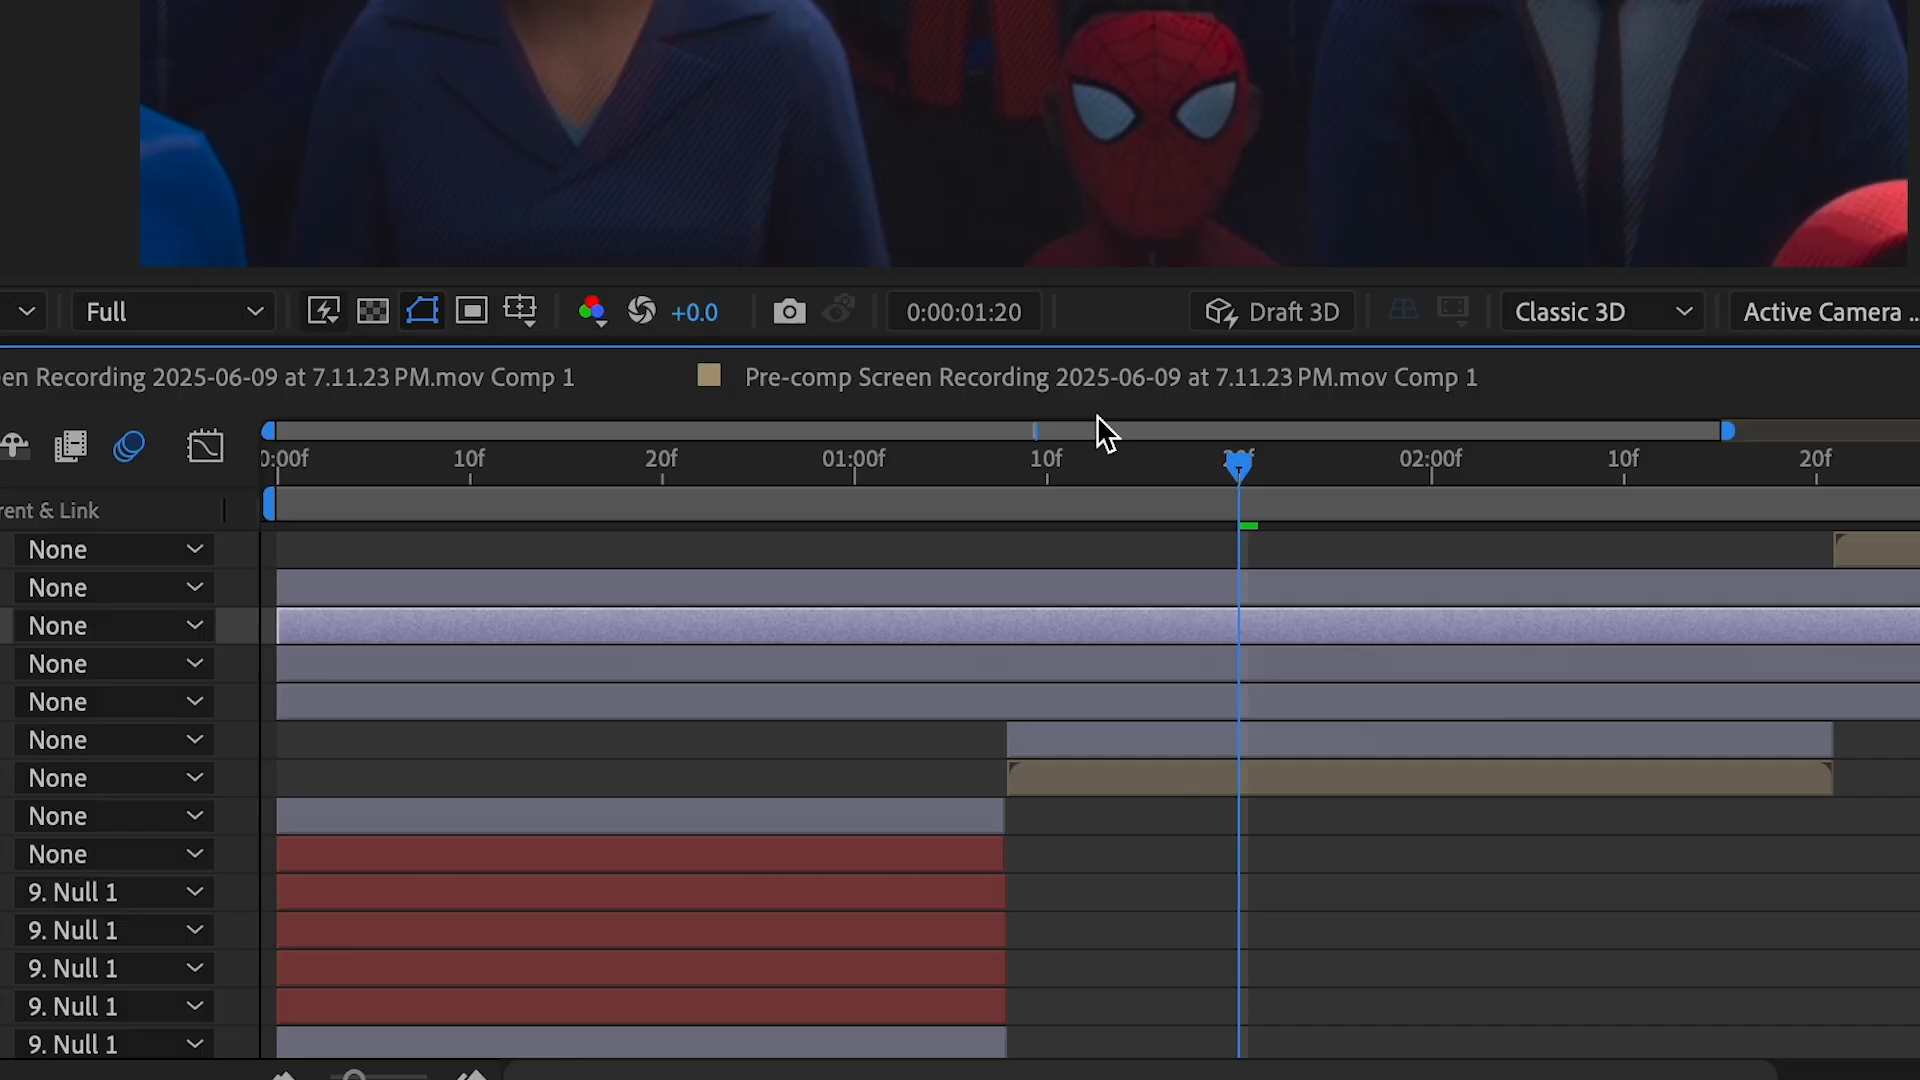 Full +0.0 0:00:01:20 Draft 3D Classic 3D Active Camera ..
en Recording 2025-06-09 at 7.11.23 PM.mov Comp 1 Pre-comp Screen Recording 2025-06-09 at 7.11.23 PM.mov Comp 1
0:00f 10f 20f 01:00f 10f 20f 02:00f 10f 20f
rent & Link
None
None
None
None
None
None
None
None
None
9. Null 1
9. Null 1
9. Null 1
9. Null 1
9. Null 1